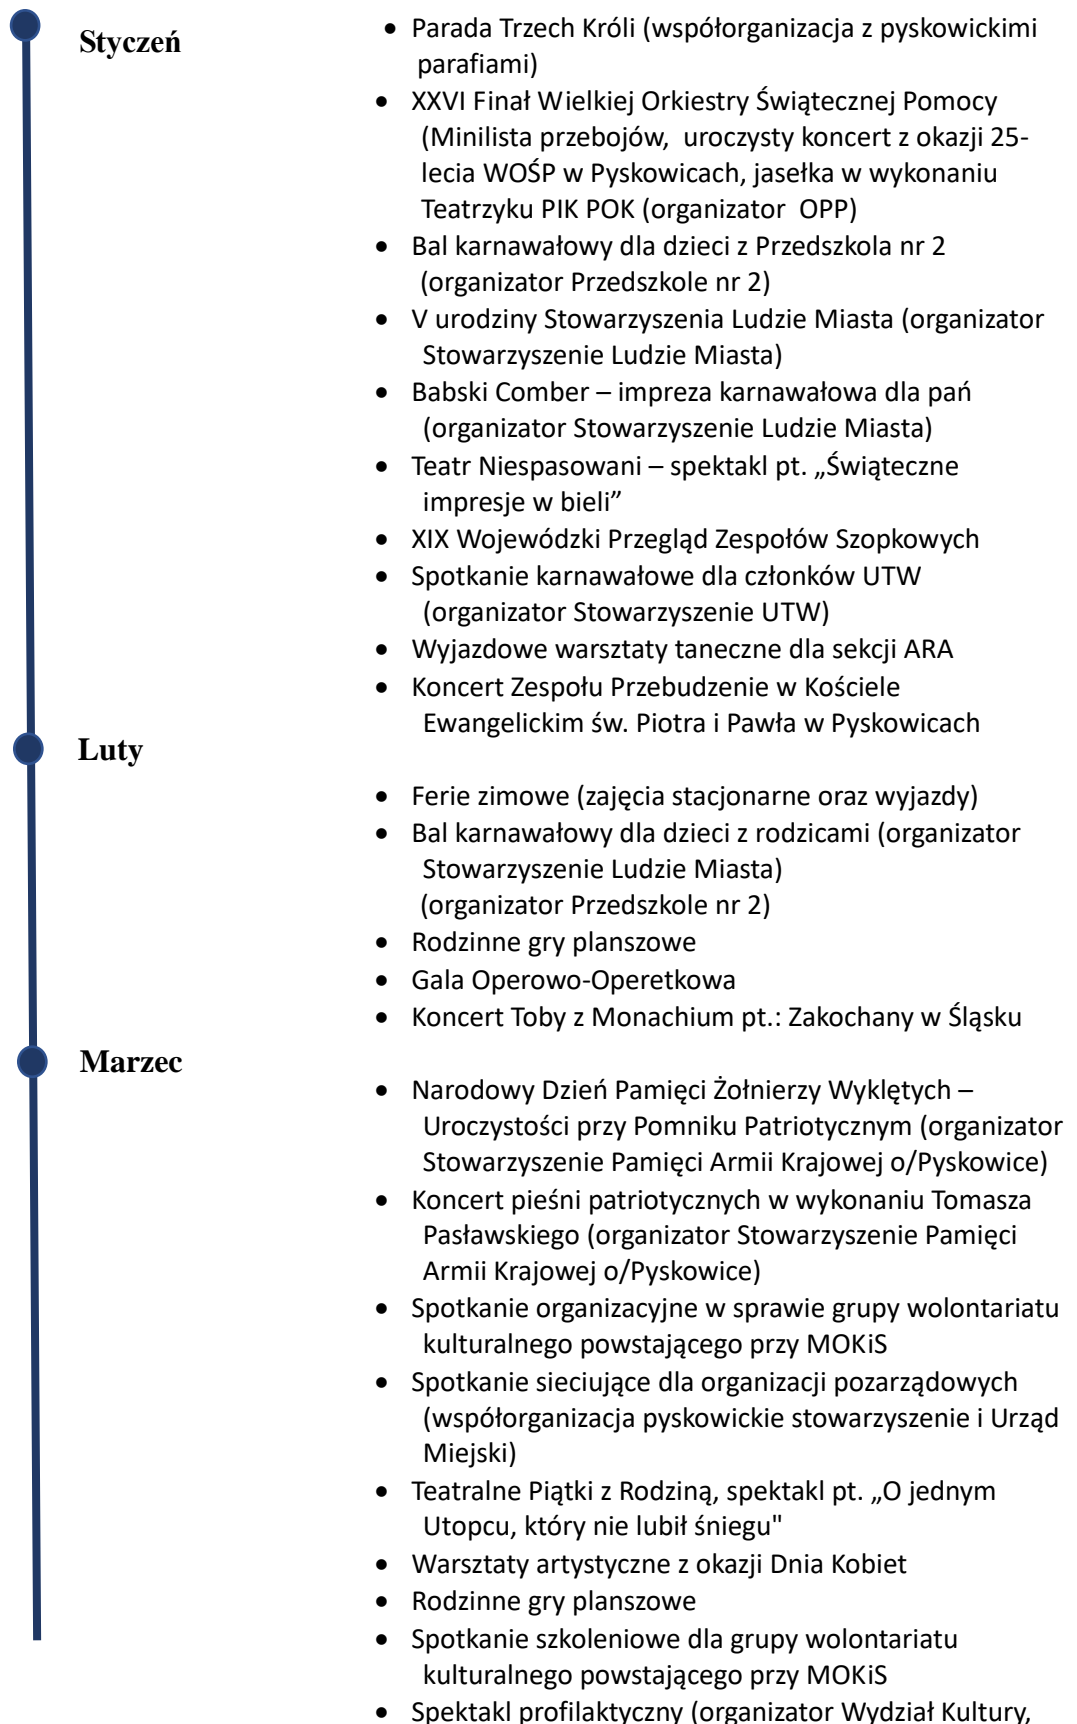 Styczeń
• Parada Trzech Króli (współorganizacja z pyskowickimi
parafiami)
• XXVI Finał Wielkiej Orkiestry Świątecznej Pomocy
(Minilista przebojów, uroczysty koncert z okazji 25-
lecia WOŚP w Pyskowicach, jasełka w wykonaniu
Teatrzyku PIK POK (organizator OPP)
• Bal karnawałowy dla dzieci z Przedszkola nr 2
(organizator Przedszkole nr 2)
• V urodziny Stowarzyszenia Ludzie Miasta (organizator
Stowarzyszenie Ludzie Miasta)
• Babski Comber – impreza karnawałowa dla pań
(organizator Stowarzyszenie Ludzie Miasta)
• Teatr Niespasowani – spektakl pt. „Świąteczne
impresje w bieli”
• XIX Wojewódzki Przegląd Zespołów Szopkowych
• Spotkanie karnawałowe dla członków UTW
(organizator Stowarzyszenie UTW)
• Wyjazdowe warsztaty taneczne dla sekcji ARA
• Koncert Zespołu Przebudzenie w Kościele
Ewangelickim św. Piotra i Pawła w Pyskowicach
Luty
• Ferie zimowe (zajęcia stacjonarne oraz wyjazdy)
• Bal karnawałowy dla dzieci z rodzicami (organizator
Stowarzyszenie Ludzie Miasta)
(organizator Przedszkole nr 2)
• Rodzinne gry planszowe
• Gala Operowo-Operetkowa
• Koncert Toby z Monachium pt.: Zakochany w Śląsku
Marzec
• Narodowy Dzień Pamięci Żołnierzy Wyklętych –
Uroczystości przy Pomniku Patriotycznym (organizator
Stowarzyszenie Pamięci Armii Krajowej o/Pyskowice)
• Koncert pieśni patriotycznych w wykonaniu Tomasza
Pasławskiego (organizator Stowarzyszenie Pamięci
Armii Krajowej o/Pyskowice)
• Spotkanie organizacyjne w sprawie grupy wolontariatu
kulturalnego powstającego przy MOKiS
• Spotkanie sieciujące dla organizacji pozarządowych
(współorganizacja pyskowickie stowarzyszenie i Urząd
Miejski)
• Teatralne Piątki z Rodziną, spektakl pt. „O jednym
Utopcu, który nie lubił śniegu"
• Warsztaty artystyczne z okazji Dnia Kobiet
• Rodzinne gry planszowe
• Spotkanie szkoleniowe dla grupy wolontariatu
kulturalnego powstającego przy MOKiS
• Spektakl profilaktyczny (organizator Wydział Kultury,